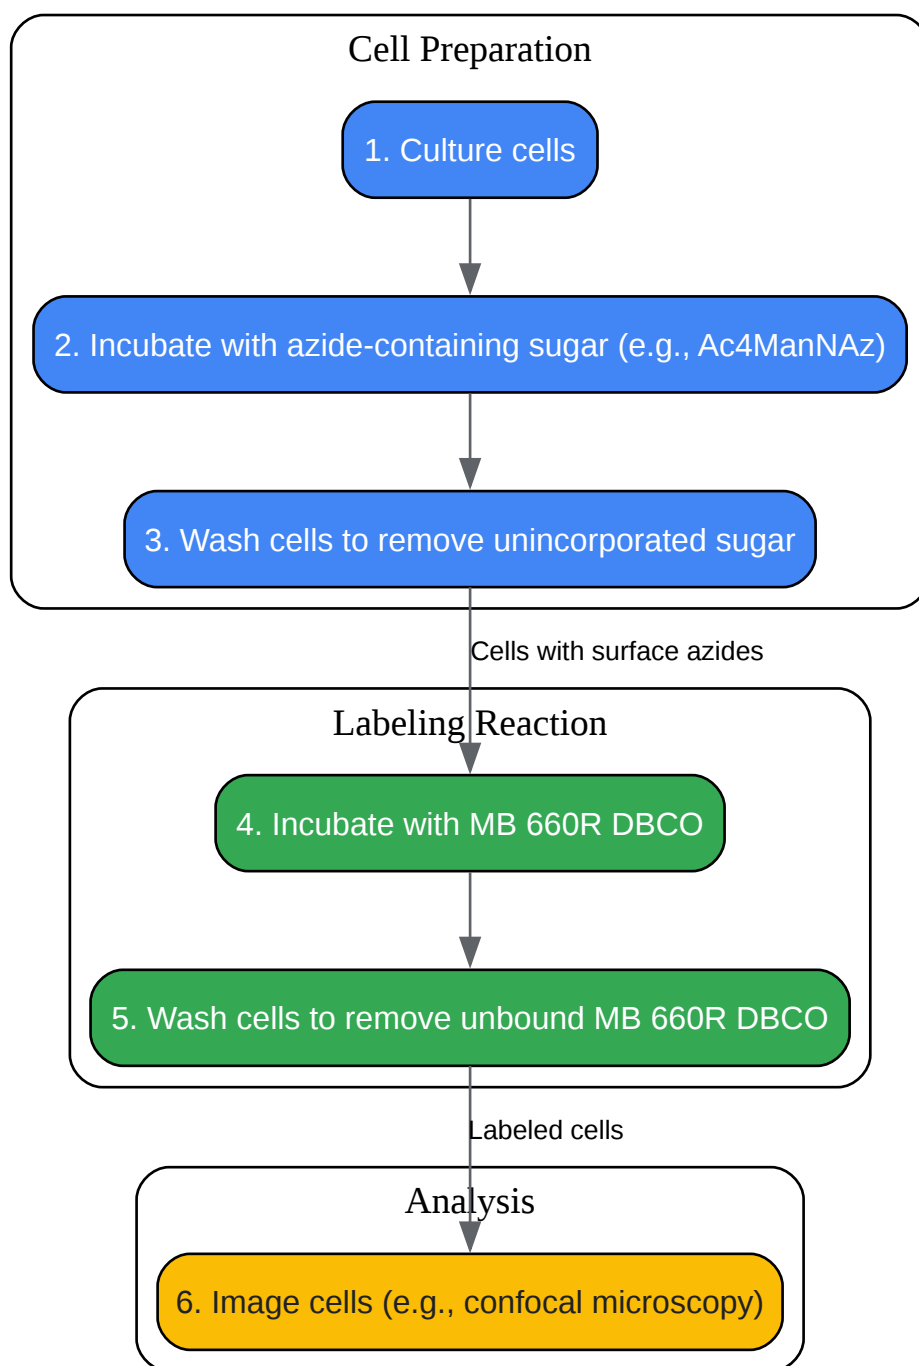 Cell Preparation
1. Culture cells
2. Incubate with azide-containing sugar (e.g., Ac4ManNAz)
3. Wash cells to remove unincorporated sugar
Cells with surface azides
Labeling Reaction
4. Incubate with MB 660R DBCO
5. Wash cells to remove unbound MB 660R DBCO
Labeled cells
Analysis
6. Image cells (e.g., confocal microscopy)